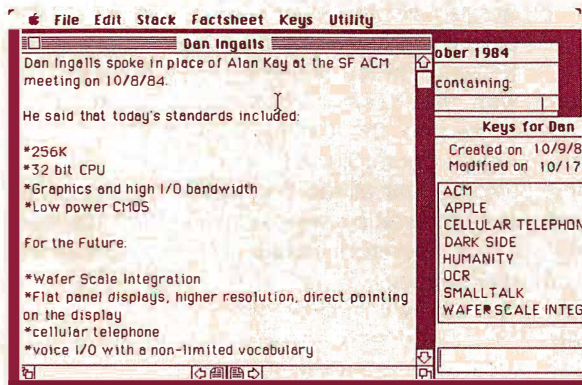 File Edit Stack Factsheet Keys Utility
Dan Ingalls
Dan Ingalls spoke in place of Alan Kay at the SF ACM
meeting on 10/8/84.
He said that today's standards included:
*256K
*32 bit CPU
*Graphics and high I/O bandwidth
*Low power CMOS
For the Future:
*Wafer Scale Integration
*Flat panel displays, higher resolution, direct pointing
on the display
*cellular telephone
*voice I/O with a non-limited vocabulary
ober 1984
containing:
Keys for Dan
Created on 10/9/8
Modified on 10/17
ACM
APPLE
CELLULAR TELEPHON
DARK SIDE
HUMANITY
OCR
SMALLTALK
WAFER SCALE INTEG